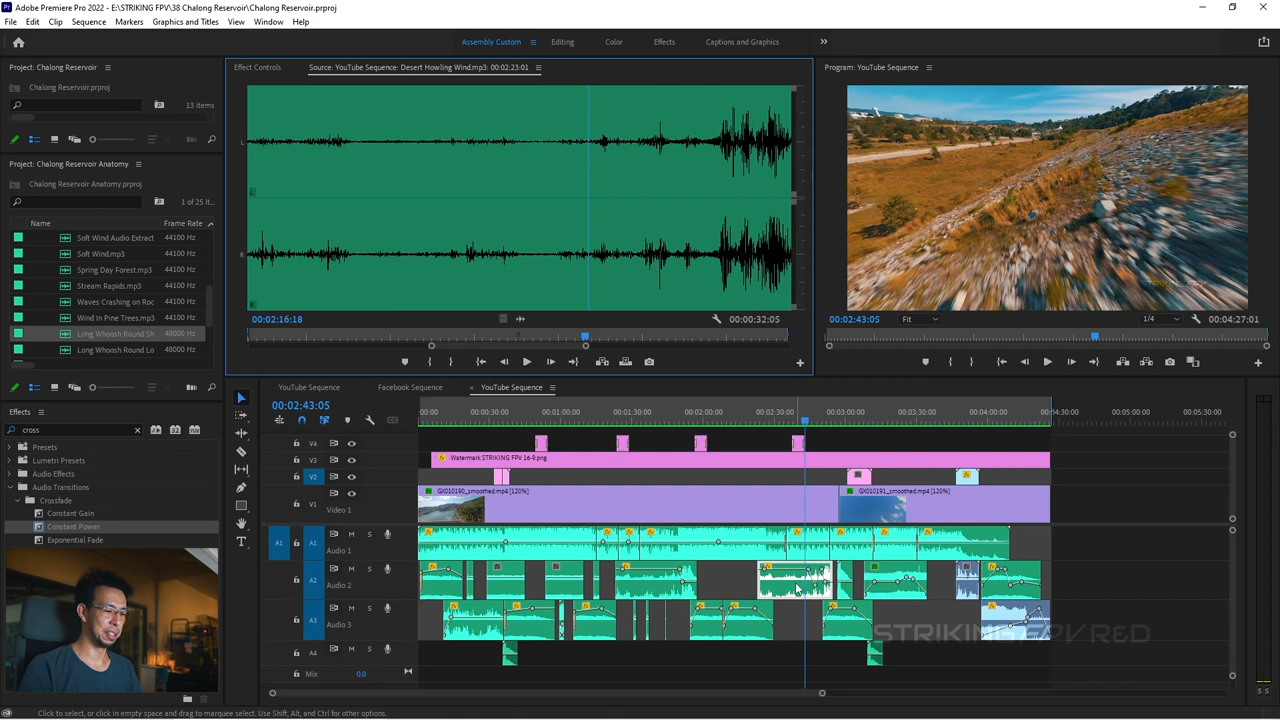 Adobe Premiere Pro 2022 - E:\STRIKING FPV\38 Chalong Reservoir\Chalong Reservoir.prproj
File Edit Clip Sequence Markers Graphics and Titles View Window Help
Assembly Custom Editing Color Effects Captions and Graphics
Project: Chalong Reservoir
Chalong Reservoir.prproj
13 items
Project: Chalong Reservoir Anatomy
Chalong Reservoir Anatomy.prproj
1 of 25 it...
Name Frame Rate
Soft Wind Audio Extract 44100 Hz
Soft Wind.mp3 44100 Hz
Spring Day Forest.mp3 44100 Hz
Stream Rapids.mp3 44100 Hz
Waves Crashing on Roc 44100 Hz
Wind In Pine Trees.mp3 44100 Hz
Long Whoosh Round Sh 48000 Hz
Long Whoosh Round Lo 48000 Hz
Effects
cross
Presets
Lumetri Presets
Audio Effects
Audio Transitions
Crossfade
Constant Gain
Constant Power
Exponential Fade
Effect Controls Source: YouTube Sequence: Desert Howling Wind.mp3: 00:02:23:01
L
R
00:02:16:18 00:00:32:05
Program: YouTube Sequence
00:02:43:05 Fit 1/4 00:04:27:01
YouTube Sequence Facebook Sequence × YouTube Sequence
00:02:43:05
:00:00 00:00:30:00 00:01:00:00 00:01:30:00 00:02:00:00 00:02:30:00 00:03:00:00 00:03:30:00 00:04:00:00 00:04:30:00 00:05:00:00 00:05:30:00
V4
V3 Watermark STRIKING FPV 16-9.png
V2
V1 Video 1 GX010190_smoothed.mp4 [120%] GX010191_smoothed.mp4 [120%]
A1 A1 M S Audio 1
A2 M S Audio 2
A3 M S Audio 3
A4 M S
Mix 0.0
STRIKING FPV R&D
S S
Click to select, or click in empty space and drag to marquee select. Use Shift, Alt, and Ctrl for other options.